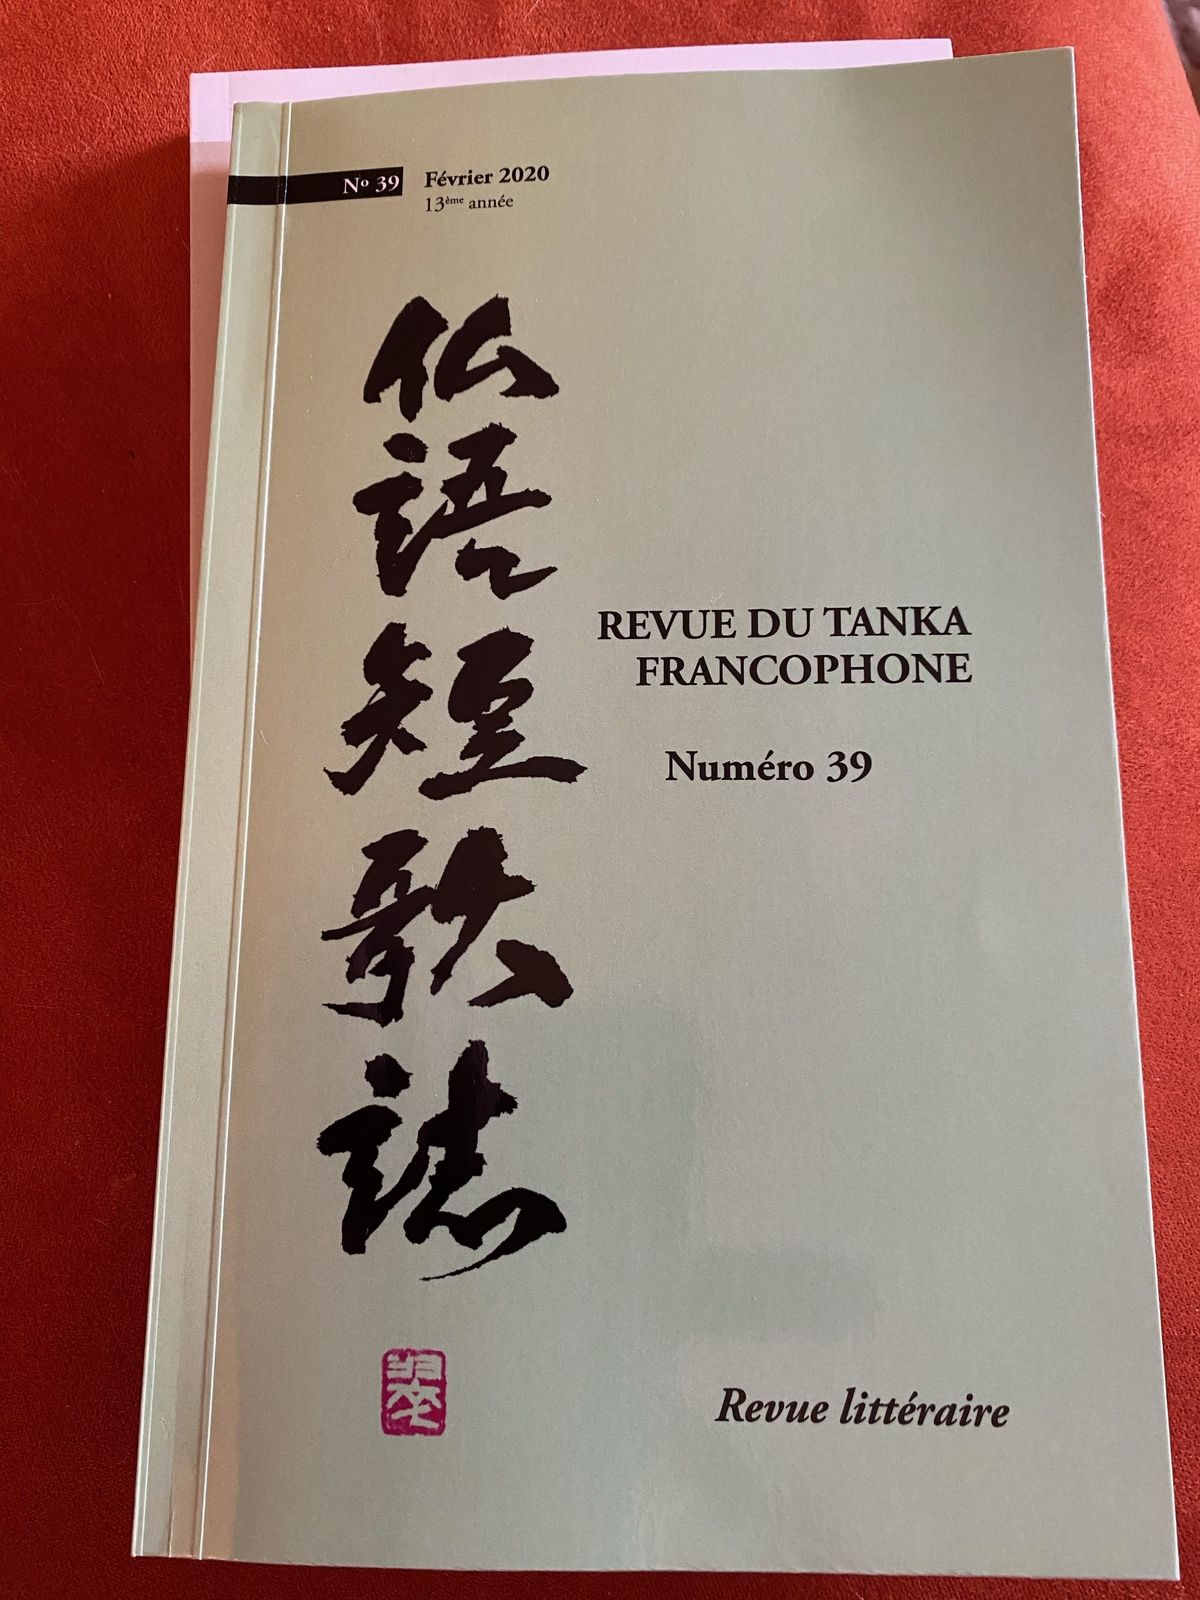 Nº 39
Février 2020
13ème année
仏語短歌誌
REVUE DU TANKA
FRANCOPHONE
Numéro 39
Revue littéraire